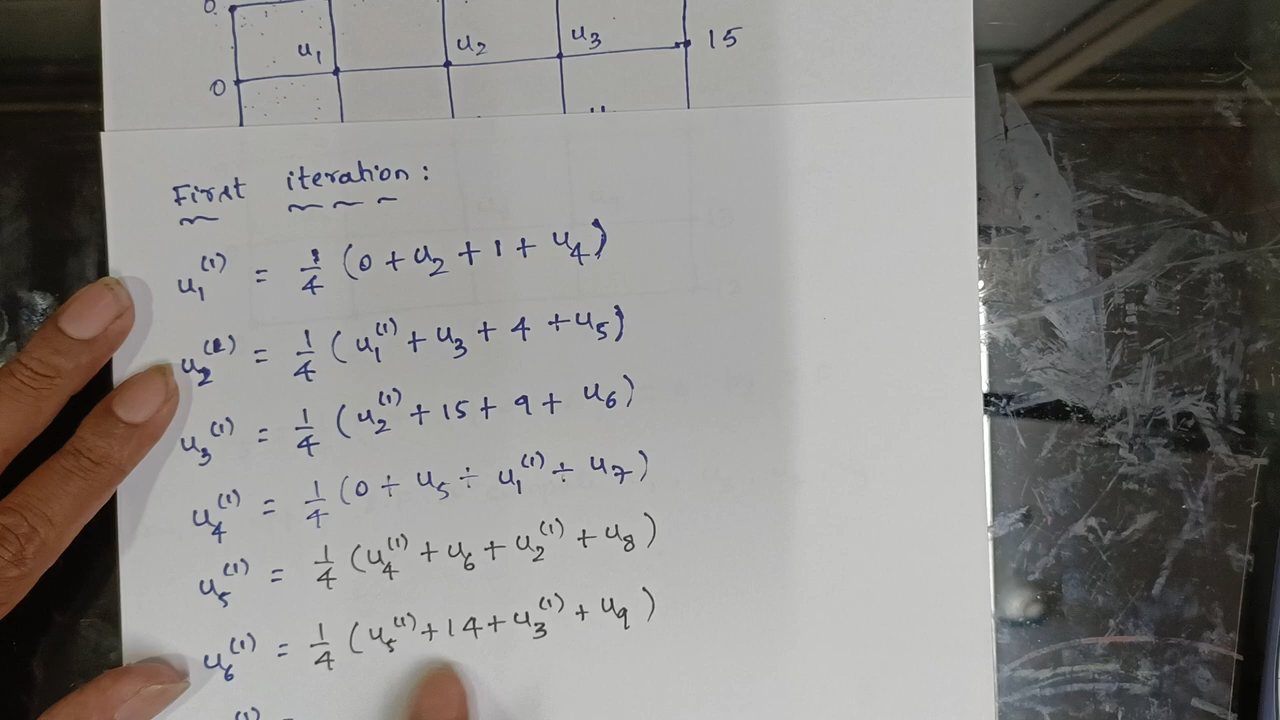 0
u₁ u₂ u₃ 15
0
First iteration :
u₁⁽¹⁾ = 1/4 (0 + u₂ + 1 + u₄)
u₂⁽¹⁾ = 1/4 (u₁⁽¹⁾ + u₃ + 4 + u₅)
u₃⁽¹⁾ = 1/4 (u₂⁽¹⁾ + 15 + 9 + u₆)
u₄⁽¹⁾ = 1/4 (0 + u₅ + u₁⁽¹⁾ + u₇)
u₅⁽¹⁾ = 1/4 (u₄⁽¹⁾ + u₆ + u₂⁽¹⁾ + u₈)
u₆⁽¹⁾ = 1/4 (u₅⁽¹⁾ + 14 + u₃⁽¹⁾ + u₉)